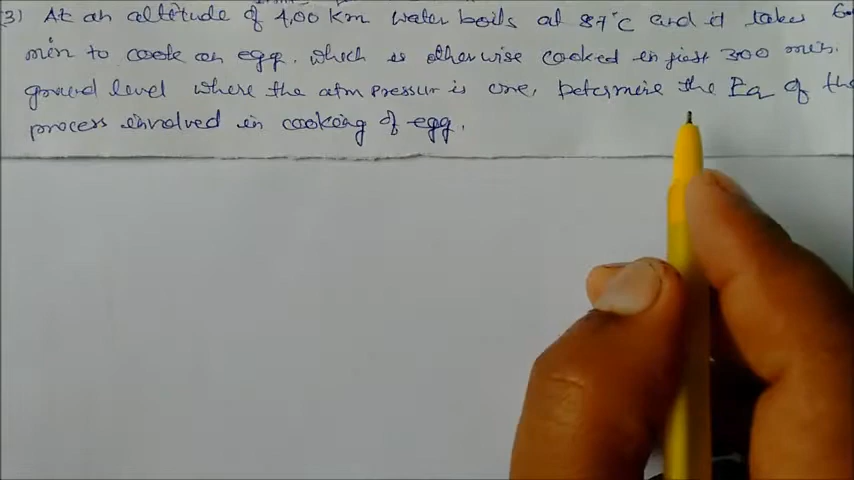 3) At an altitude of 4,00 km water boils at 87°C and it takes 6
min to cook an egg. which is otherwise cooked in just 300 min.
ground level where the atm pressur is one, Determine the Ea of the
process involved in cooking of egg.